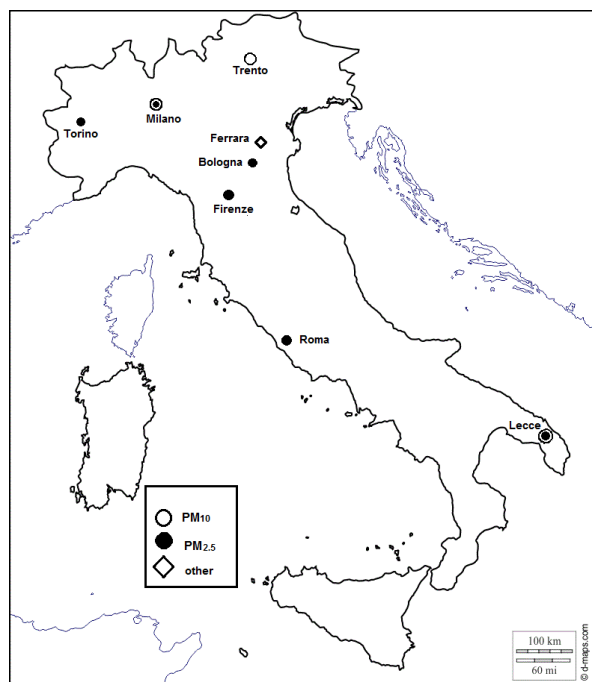 Trento
Milano
Torino
Ferrara
Bologna
Firenze
Roma
Lecce
PM10
PM2.5
other
100 km
60 mi
© d-maps.com